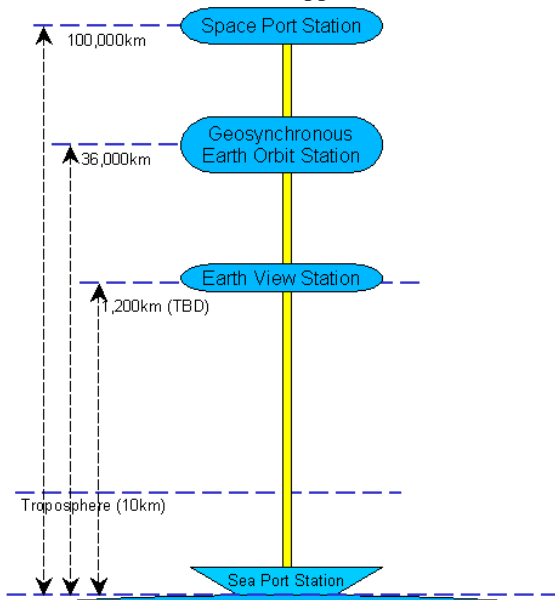 Space Port Station
100,000km
Geosynchronous
Earth Orbit Station
36,000km
Earth View Station
1,200km (TBD)
Troposphere (10km)
Sea Port Station